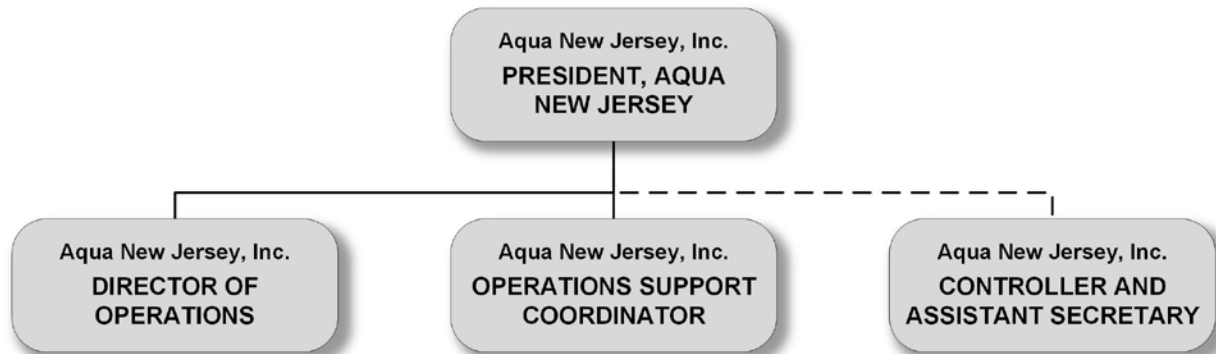 Aqua New Jersey, Inc.
PRESIDENT, AQUA
NEW JERSEY
Aqua New Jersey, Inc.
DIRECTOR OF
OPERATIONS
Aqua New Jersey, Inc.
OPERATIONS SUPPORT
COORDINATOR
Aqua New Jersey, Inc.
CONTROLLER AND
ASSISTANT SECRETARY